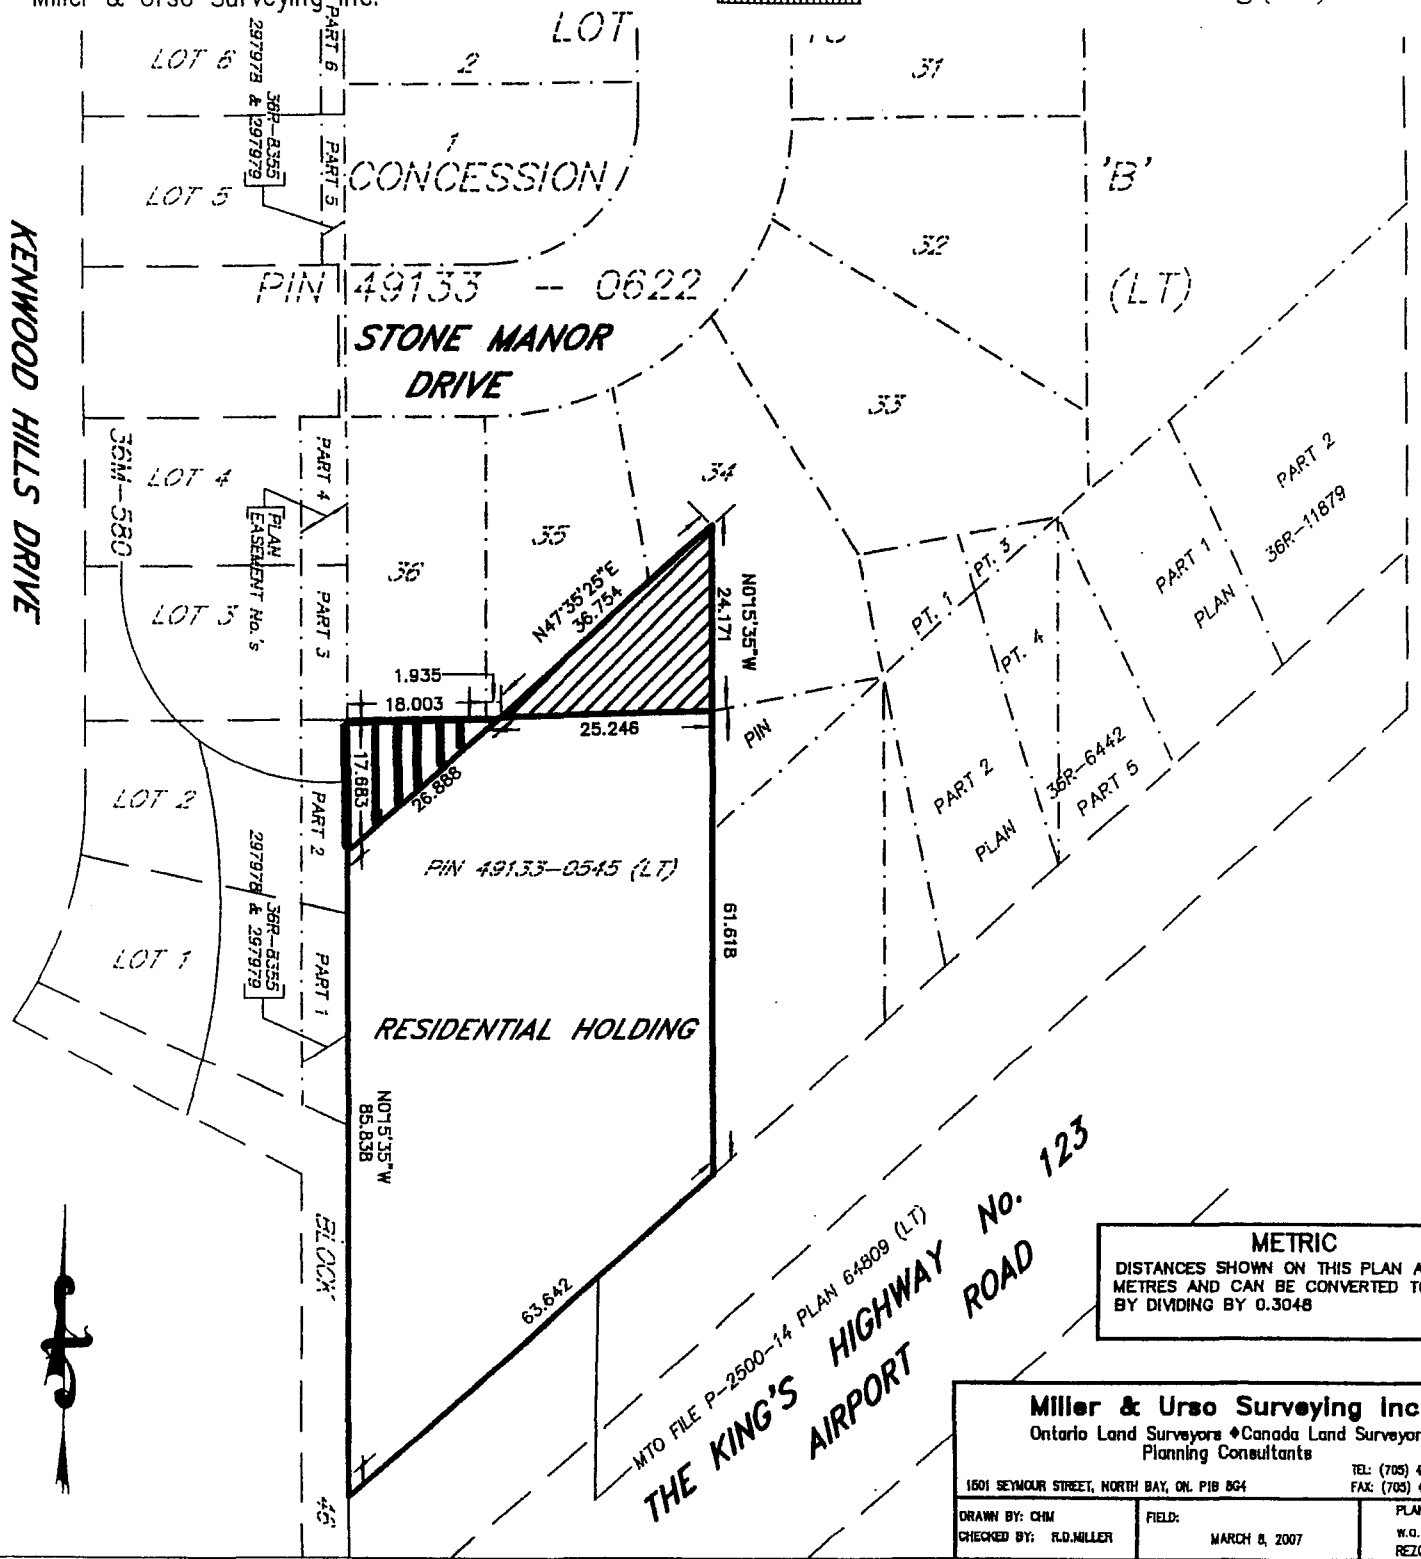 Miller & Urso Surveying Inc.
LOT
2
31
LOT 6
PART 6
36R-8355
297978 & 297979
1
CONCESSION
'B'
LOT 5
PART 5
32
PIN 49133 -- 0622
(LT)
STONE MANOR
DRIVE
KENWOOD HILLS DRIVE
33
36M-580
LOT 4
PART 4
34
PART 2
36R-11879
PLAN
EASEMENT No.'s
35
36
N47°35'25"E
36.754
N0°15'35"W
24.171
PT. 3
PT. 1
PT. 4
PART 1
PLAN
LOT 3
PART 3
1.935
18.003
25.246
PIN
17.683
26.888
LOT 2
PART 2
PART 2
PLAN
36R-6442
PART 5
PIN 49133-0545 (LT)
36R-8355
297978 & 297979
61.618
LOT 1
PART 1
RESIDENTIAL HOLDING
N0°15'35"W
85.838
BLOCK
46
63.642
MTO FILE P-2500-14 PLAN 64809 (LT)
THE KING'S HIGHWAY No. 123
AIRPORT ROAD
METRIC
DISTANCES SHOWN ON THIS PLAN A
METRES AND CAN BE CONVERTED T
BY DIVIDING BY 0.3048
Miller & Urso Surveying Inc
Ontario Land Surveyors ♦Canada Land Surveyor
Planning Consultants
TEL: (705) 4
1501 SEYMOUR STREET, NORTH BAY, ON. P1B 8G4
FAX: (705)
DRAWN BY: CHM
CHECKED BY: R.D.MILLER
FIELD:
MARCH 8, 2007
PLAN
W.O.
REZ